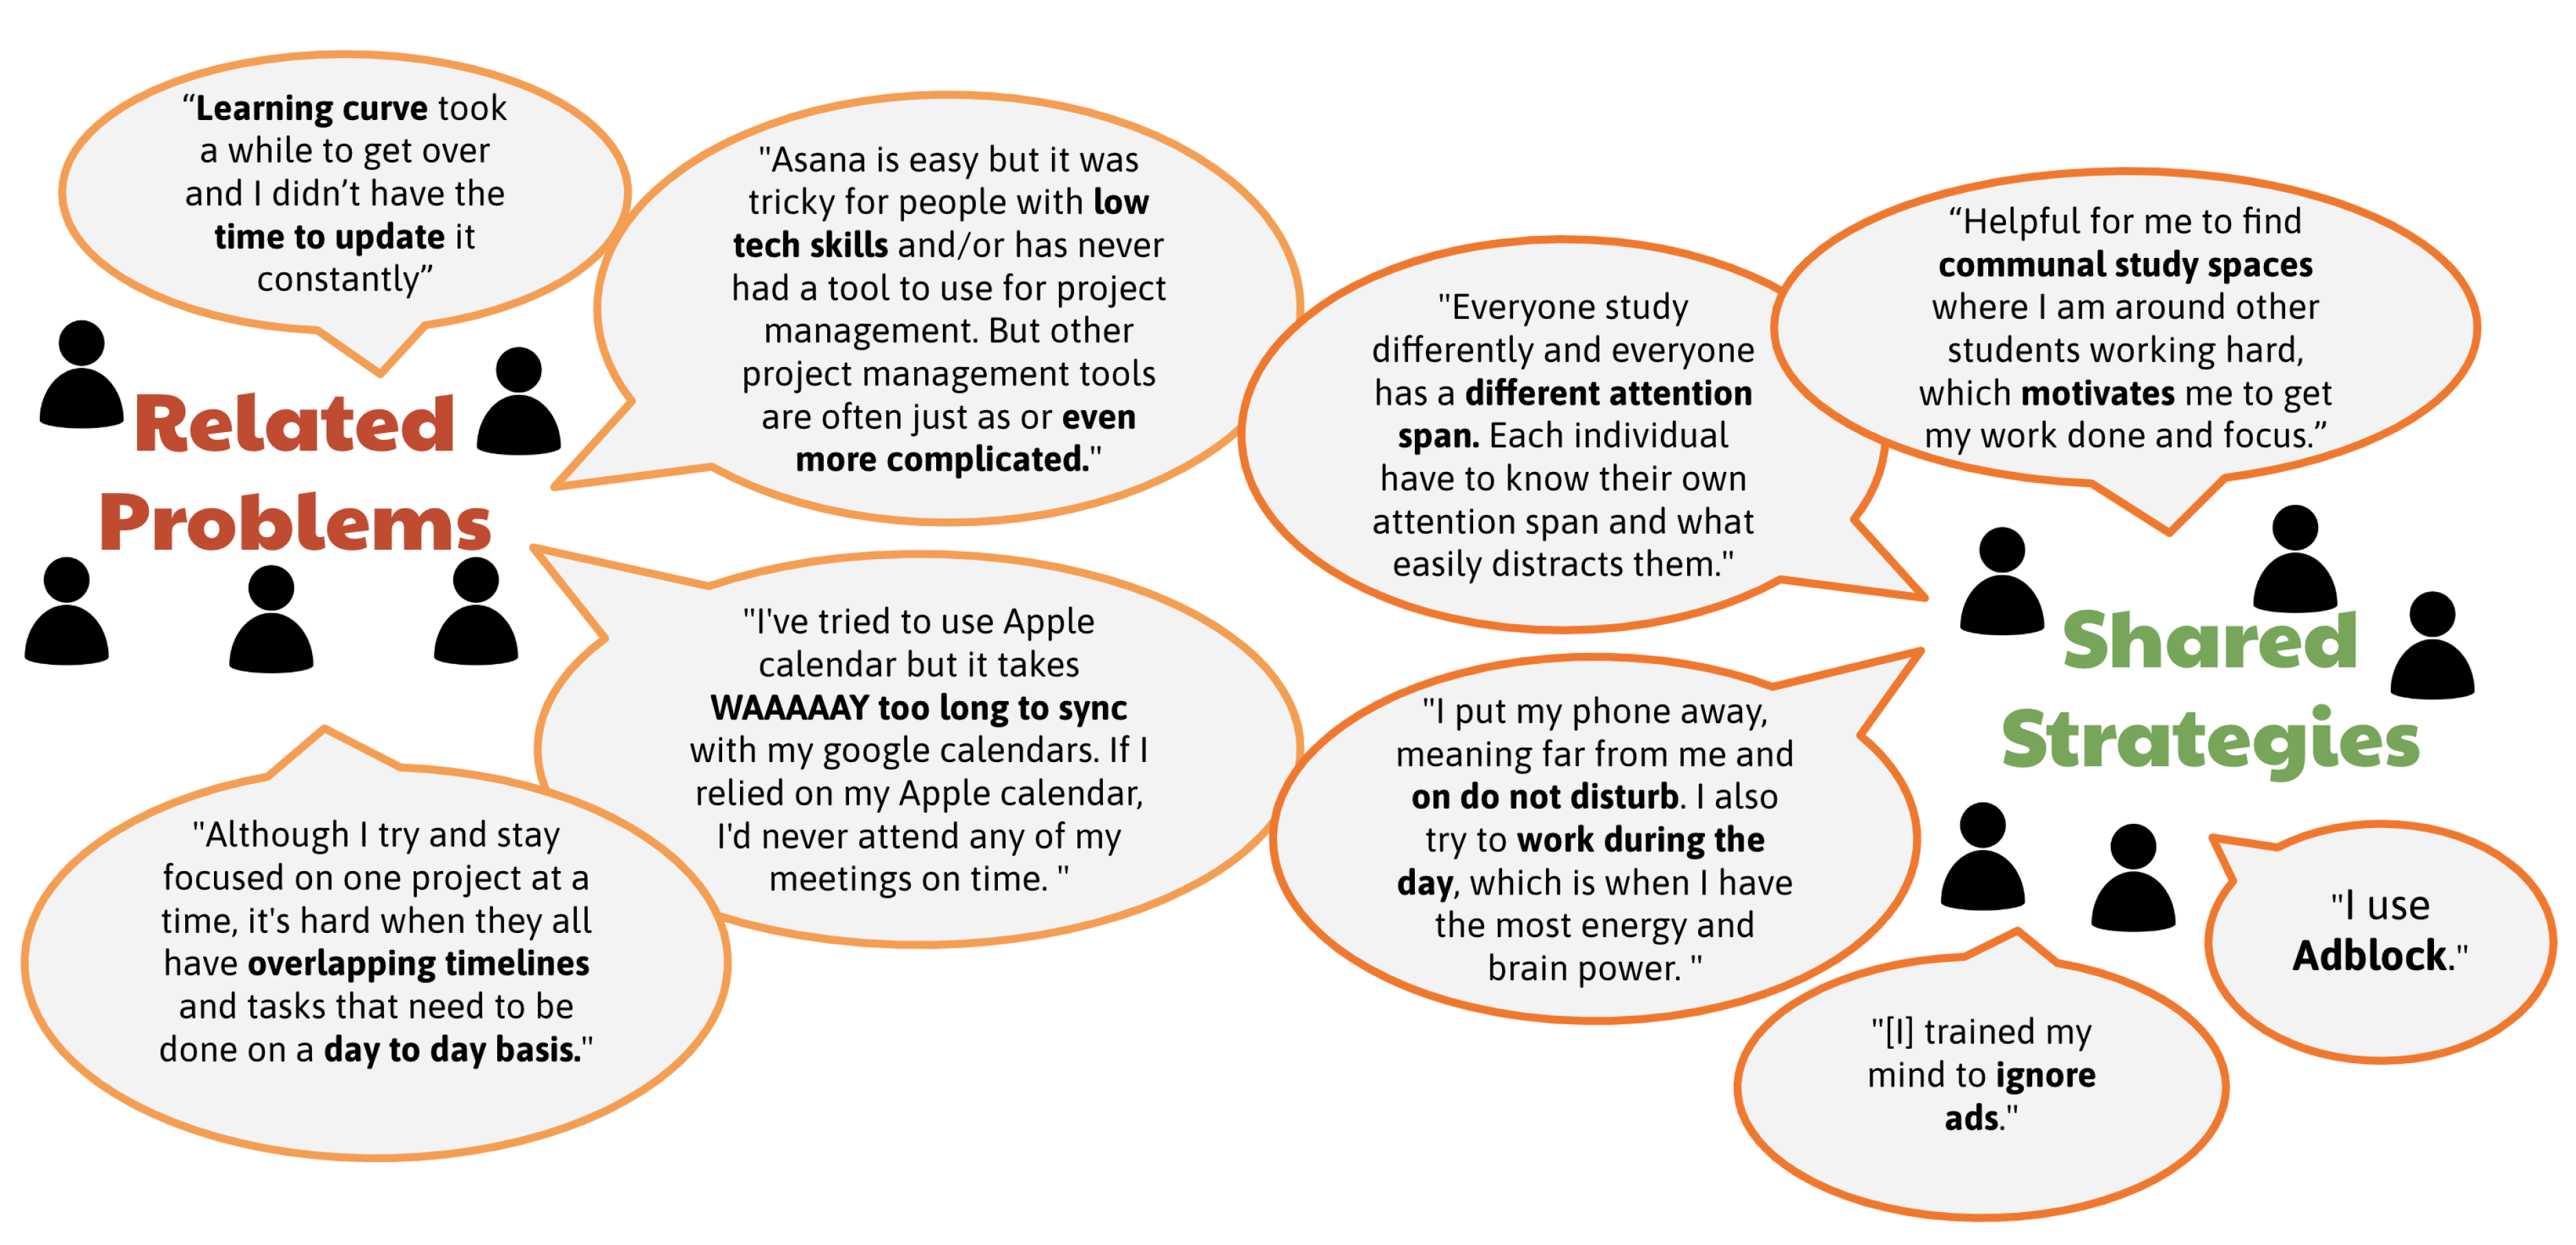 “Learning curve took
a while to get over
and I didn’t have the
time to update it
constantly”
Related
Problems
"Asana is easy but it was
tricky for people with low
tech skills and/or has never
had a tool to use for project
management. But other
project management tools
are often just as or even
more complicated."
"I've tried to use Apple
calendar but it takes
WAAAAAY too long to sync
with my google calendars. If I
relied on my Apple calendar,
I'd never attend any of my
meetings on time. "
"Although I try and stay
focused on one project at a
time, it's hard when they all
have overlapping timelines
and tasks that need to be
done on a day to day basis."
"Everyone study
differently and everyone
has a different attention
span. Each individual
have to know their own
attention span and what
easily distracts them."
“Helpful for me to find
communal study spaces
where I am around other
students working hard,
which motivates me to get
my work done and focus.”
Shared
Strategies
"I put my phone away,
meaning far from me and
on do not disturb. I also
try to work during the
day, which is when I have
the most energy and
brain power. "
"[I] trained my
mind to ignore
ads."
"I use
Adblock."